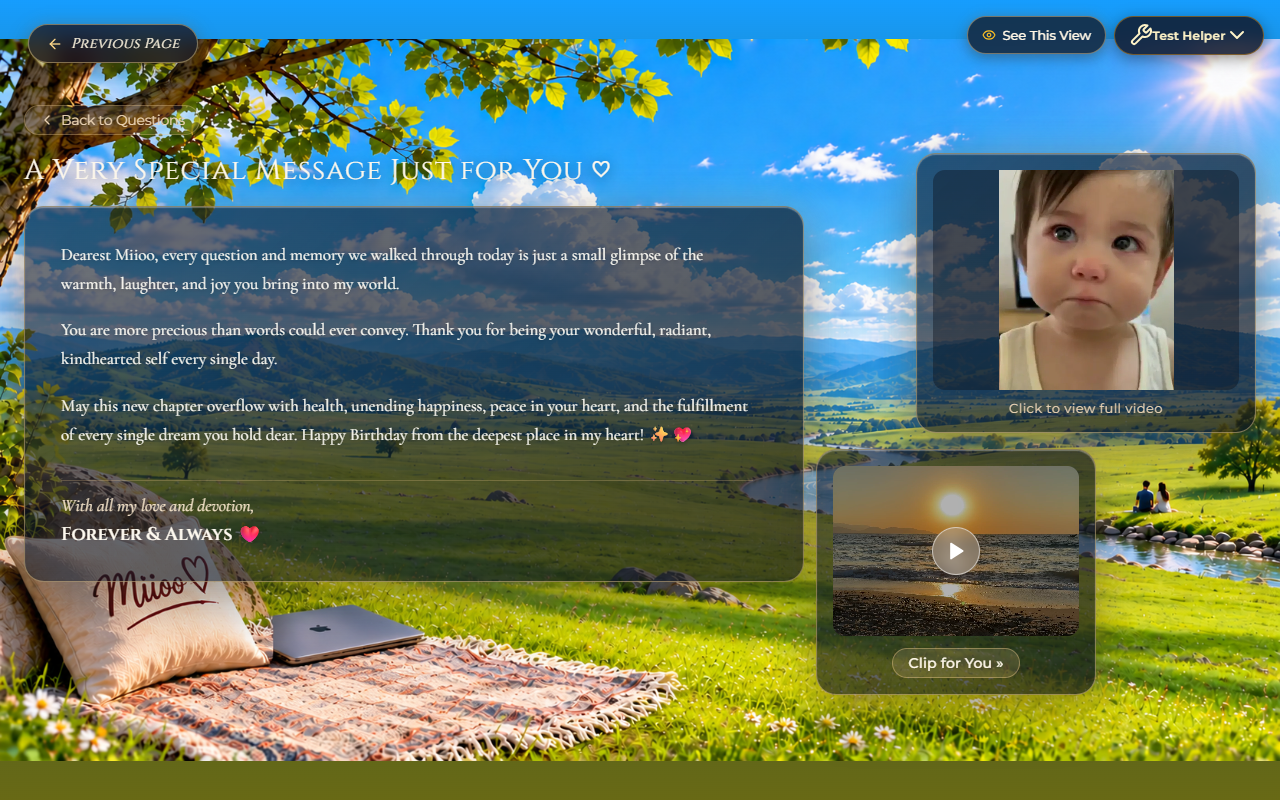 ← Previous Page
See This View
Test Helper
Back to Questions
A Very Special Message Just for You ♡
Dearest Miioo, every question and memory we walked through today is just a small glimpse of the
warmth, laughter, and joy you bring into my world.
You are more precious than words could ever convey. Thank you for being your wonderful, radiant,
kindhearted self every single day.
May this new chapter overflow with health, unending happiness, peace in your heart, and the fulfillment
of every single dream you hold dear. Happy Birthday from the deepest place in my heart! ✨💖
With all my love and devotion,
Forever & Always 💖
Click to view full video
Clip for You »
Miioo♡